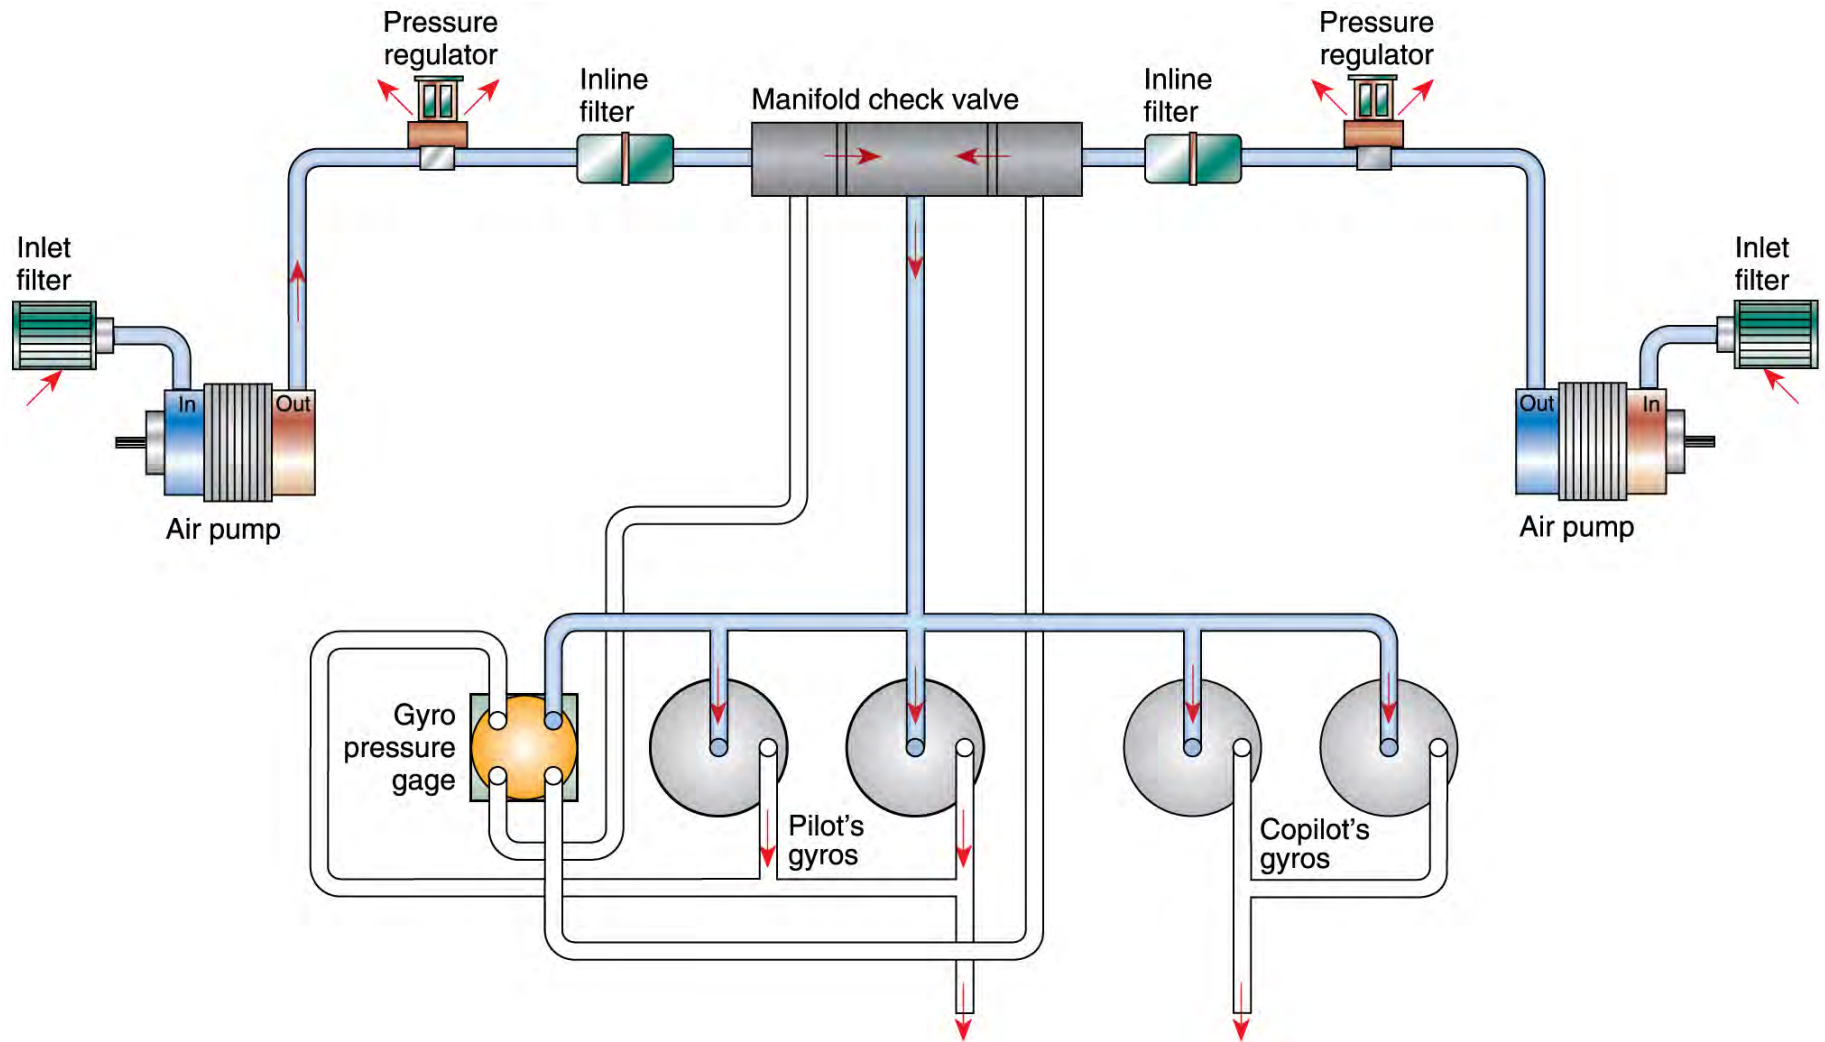 Pressure
regulator
Inline
filter
Manifold check valve
Inline
filter
Pressure
regulator
Inlet
filter
Inlet
filter
In
Out
Out
In
Air pump
Air pump
Gyro
pressure
gage
Pilot's
gyros
Copilot's
gyros